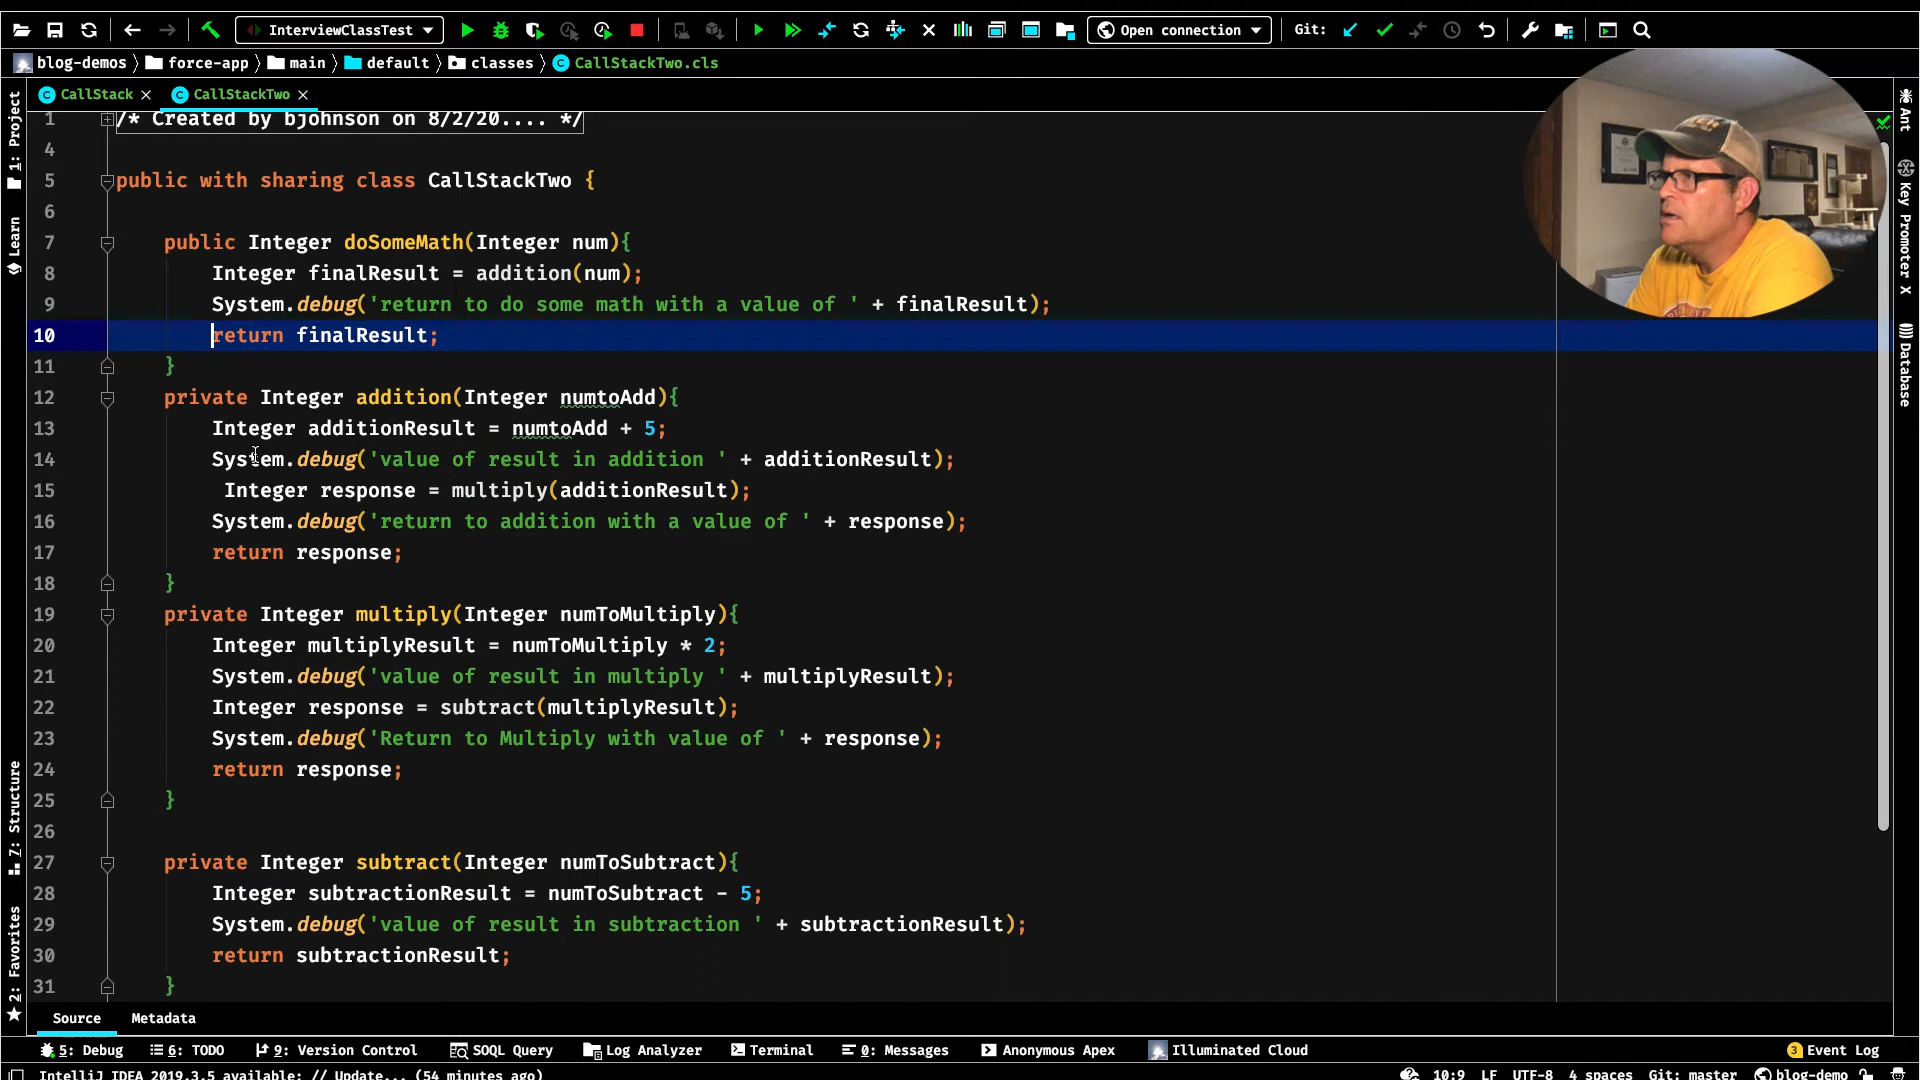 InterviewClassTest
Open connection
Git:
blog-demos force-app main default classes CallStackTwo.cls
CallStack CallStackTwo
1: Project
Learn
7: Structure
2: Favorites
1 /* Created by bjohnson on 8/2/20.... */
4
5 public with sharing class CallStackTwo {
6
7 public Integer doSomeMath(Integer num){
8 Integer finalResult = addition(num);
9 System.debug('return to do some math with a value of ' + finalResult);
10 return finalResult;
11 }
12 private Integer addition(Integer numtoAdd){
13 Integer additionResult = numtoAdd + 5;
14 System.debug('value of result in addition ' + additionResult);
15 Integer response = multiply(additionResult);
16 System.debug('return to addition with a value of ' + response);
17 return response;
18 }
19 private Integer multiply(Integer numToMultiply){
20 Integer multiplyResult = numToMultiply * 2;
21 System.debug('value of result in multiply ' + multiplyResult);
22 Integer response = subtract(multiplyResult);
23 System.debug('Return to Multiply with value of ' + response);
24 return response;
25 }
26
27 private Integer subtract(Integer numToSubtract){
28 Integer subtractionResult = numToSubtract - 5;
29 System.debug('value of result in subtraction ' + subtractionResult);
30 return subtractionResult;
31 }
Ant
Key Promoter X
Database
Source Metadata
5: Debug 6: TODO 9: Version Control SOQL Query Log Analyzer Terminal 0: Messages Anonymous Apex Illuminated Cloud 3 Event Log
IntelliJ IDEA 2019.3.5 available: // Update... (54 minutes ago) 10:9 LF UTF-8 4 spaces Git: master blog-demo